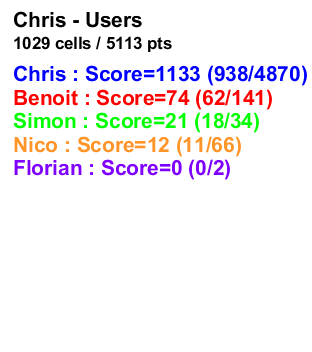 Chris - Users
1029 cells / 5113 pts
Chris : Score=1133 (938/4870)
Benoit : Score=74 (62/141)
Simon : Score=21 (18/34)
Nico : Score=12 (11/66)
Florian : Score=0 (0/2)